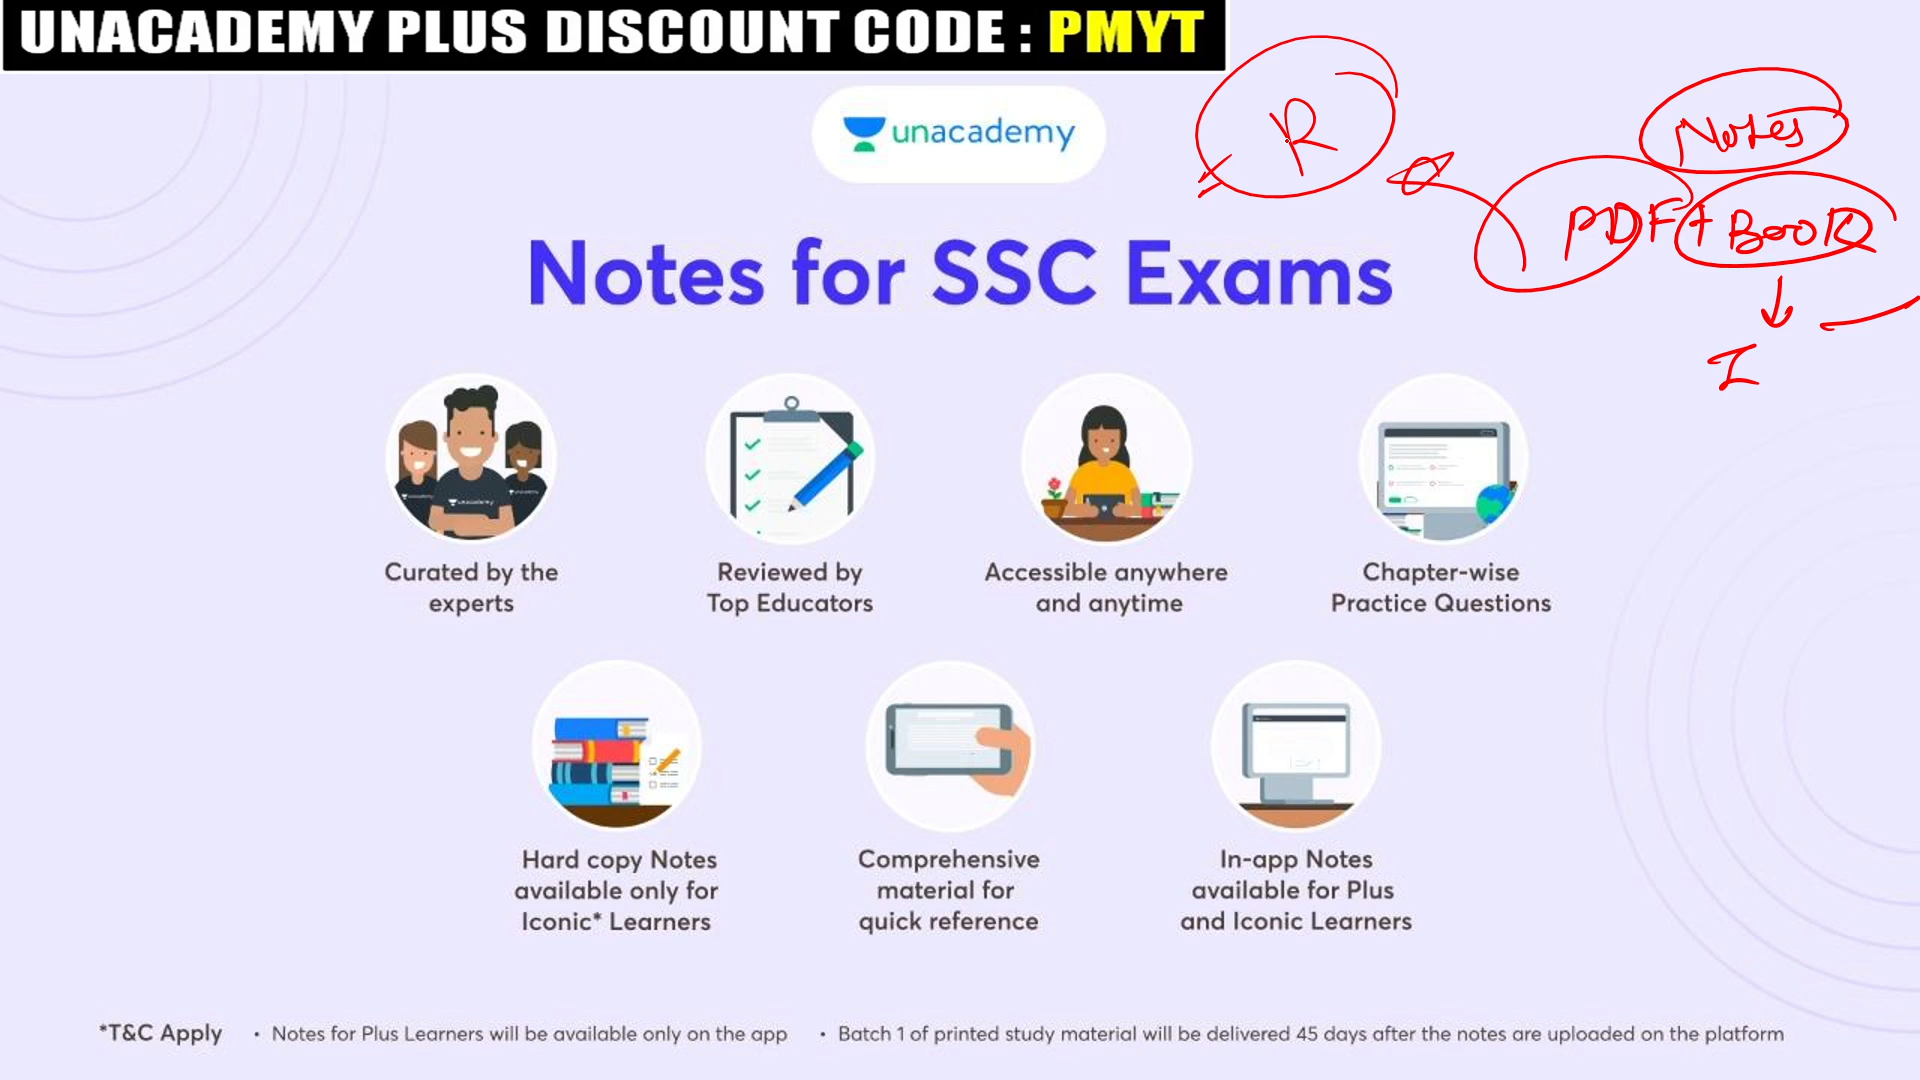 UNACADEMY PLUS DISCOUNT CODE : PMYT
unacademy
R
Notes
PDF + Book
I
Notes for SSC Exams
unacademy
Curated by the
experts
Reviewed by
Top Educators
Accessible anywhere
and anytime
Chapter-wise
Practice Questions
Hard copy Notes
available only for
Iconic* Learners
Comprehensive
material for
quick reference
In-app Notes
available for Plus
and Iconic Learners
*T&C Apply • Notes for Plus Learners will be available only on the app • Batch 1 of printed study material will be delivered 45 days after the notes are uploaded on the platform